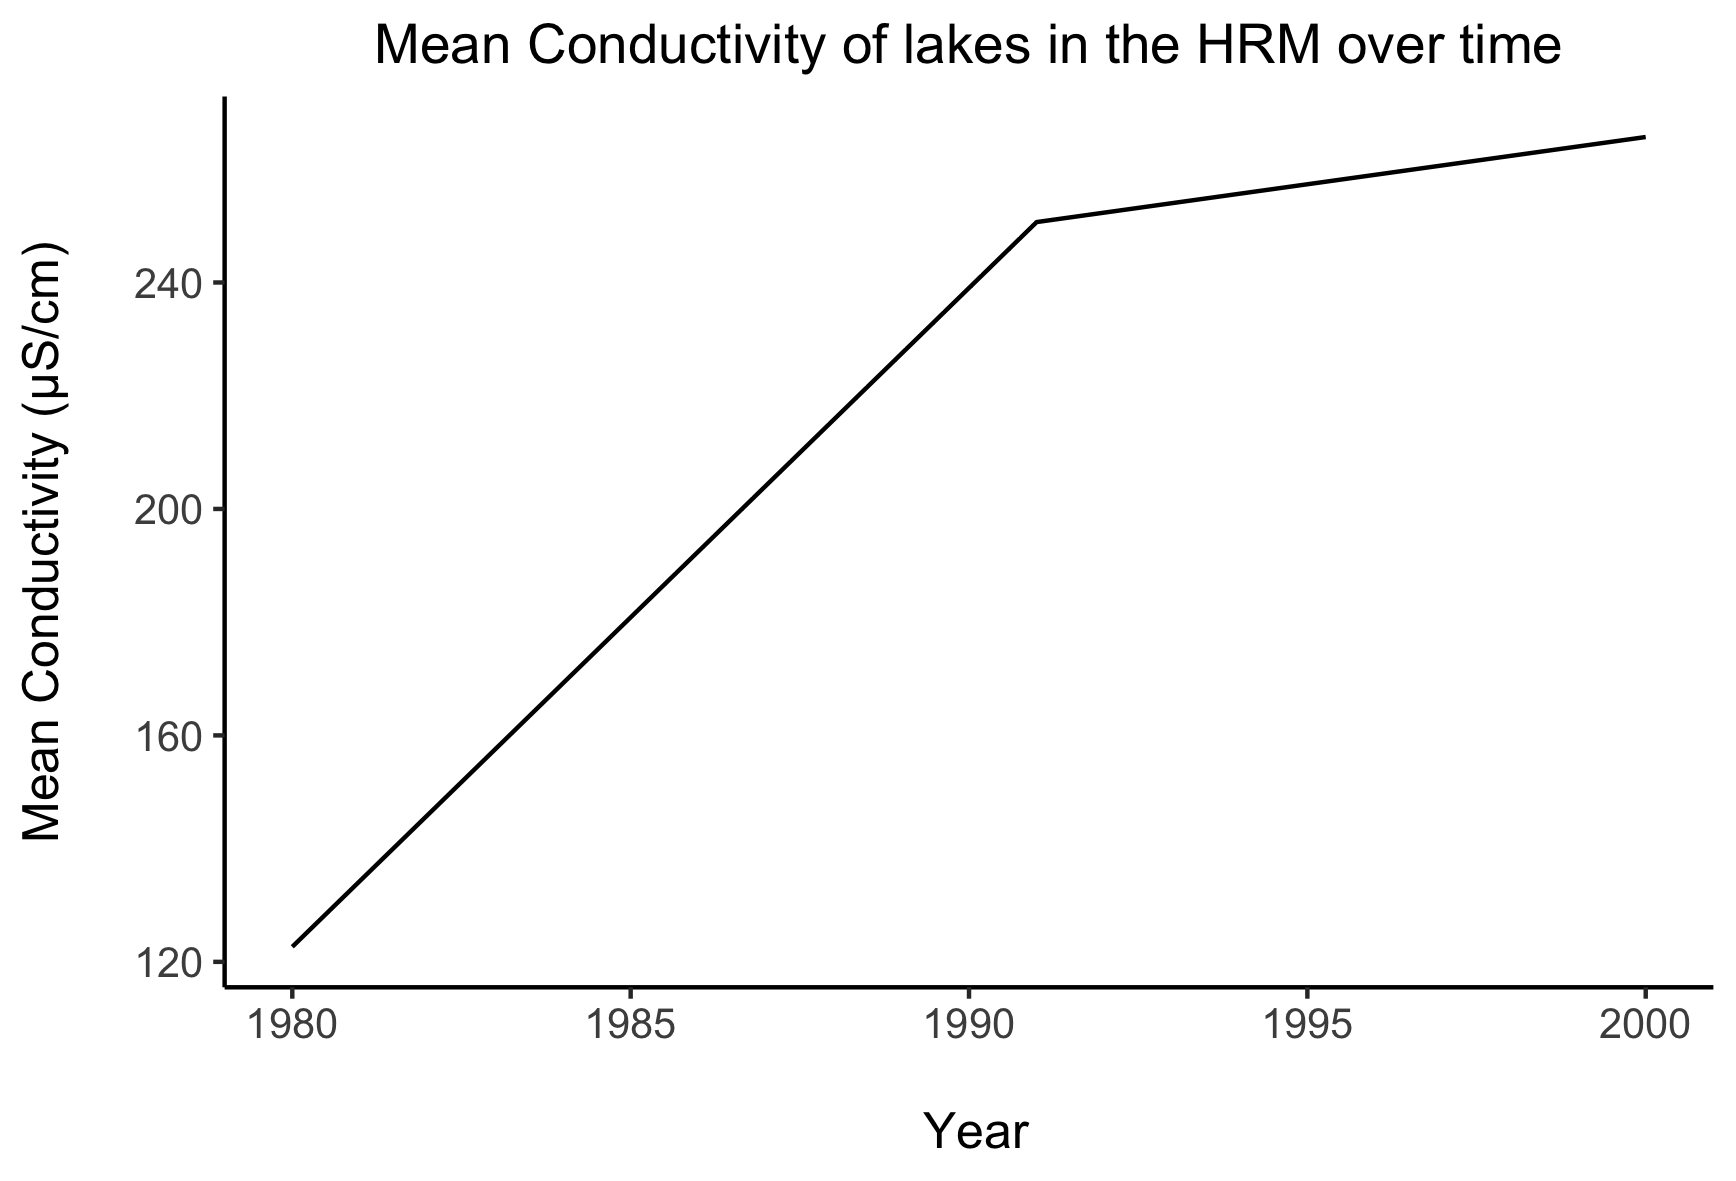 Mean Conductivity of lakes in the HRM over time
Mean Conductivity (µS/cm)
240
200
160
120
1980 1985 1990 1995 2000
Year